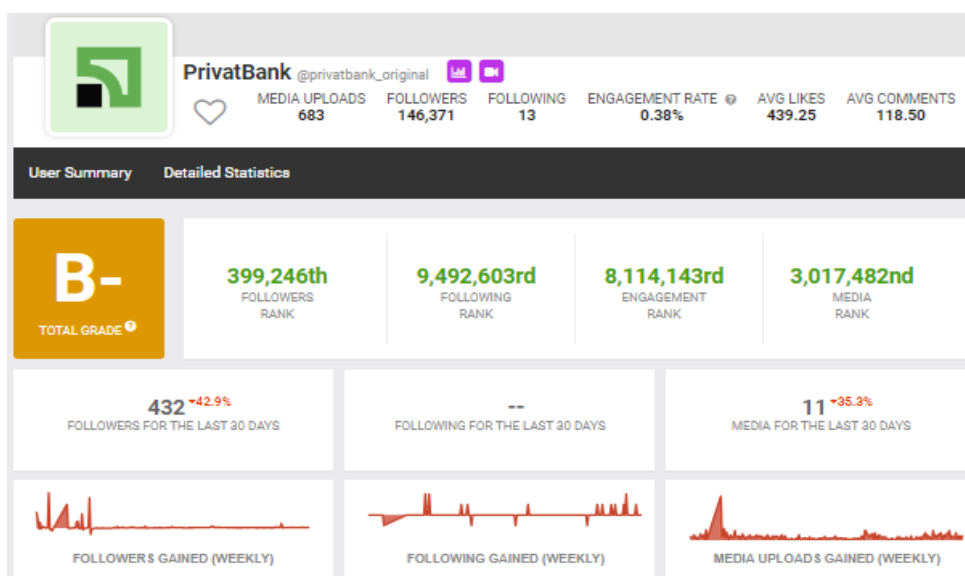 PrivatBank @privatbank_original
MEDIA UPLOADS FOLLOWERS FOLLOWING ENGAGEMENT RATE ? AVG LIKES AVG COMMENTS
683 146,371 13 0.38% 439.25 118.50
User Summary Detailed Statistics
B-
TOTAL GRADE ?
399,246th 9,492,603rd 8,114,143rd 3,017,482nd
FOLLOWERS FOLLOWING ENGAGEMENT MEDIA
RANK RANK RANK RANK
432 -42.9% -- 11 -35.3%
FOLLOWERS FOR THE LAST 30 DAYS FOLLOWING FOR THE LAST 30 DAYS MEDIA FOR THE LAST 30 DAYS
FOLLOWERS GAINED (WEEKLY) FOLLOWING GAINED (WEEKLY) MEDIA UPLOADS GAINED (WEEKLY)